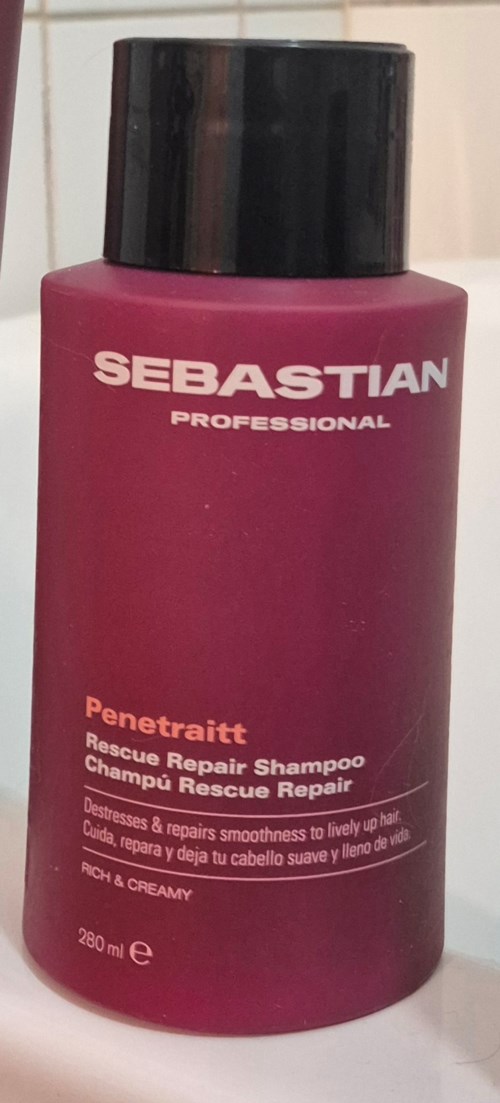 SEBASTIAN
PROFESSIONAL
Penetraitt
Rescue Repair Shampoo
Champú Rescue Repair
Destresses & repairs smoothness to lively up hair.
Cuida, repara y deja tu cabello suave y lleno de vida.
RICH & CREAMY
280 ml ℮